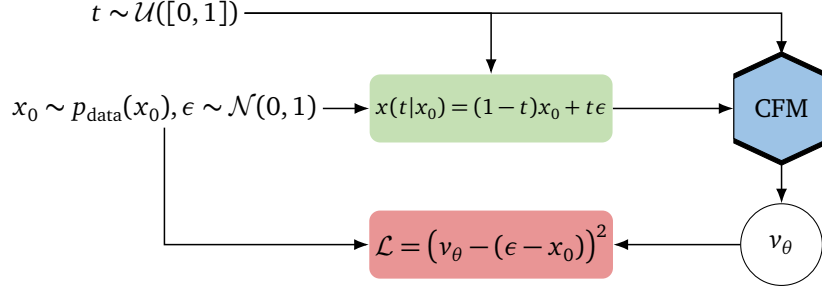 t ∼ 𝒰([0, 1])
x₀ ∼ p_data(x₀), ϵ ∼ 𝒩(0, 1)
x(t|x₀) = (1 − t)x₀ + tϵ
CFM
ℒ = (v_θ − (ϵ − x₀))²
v_θ